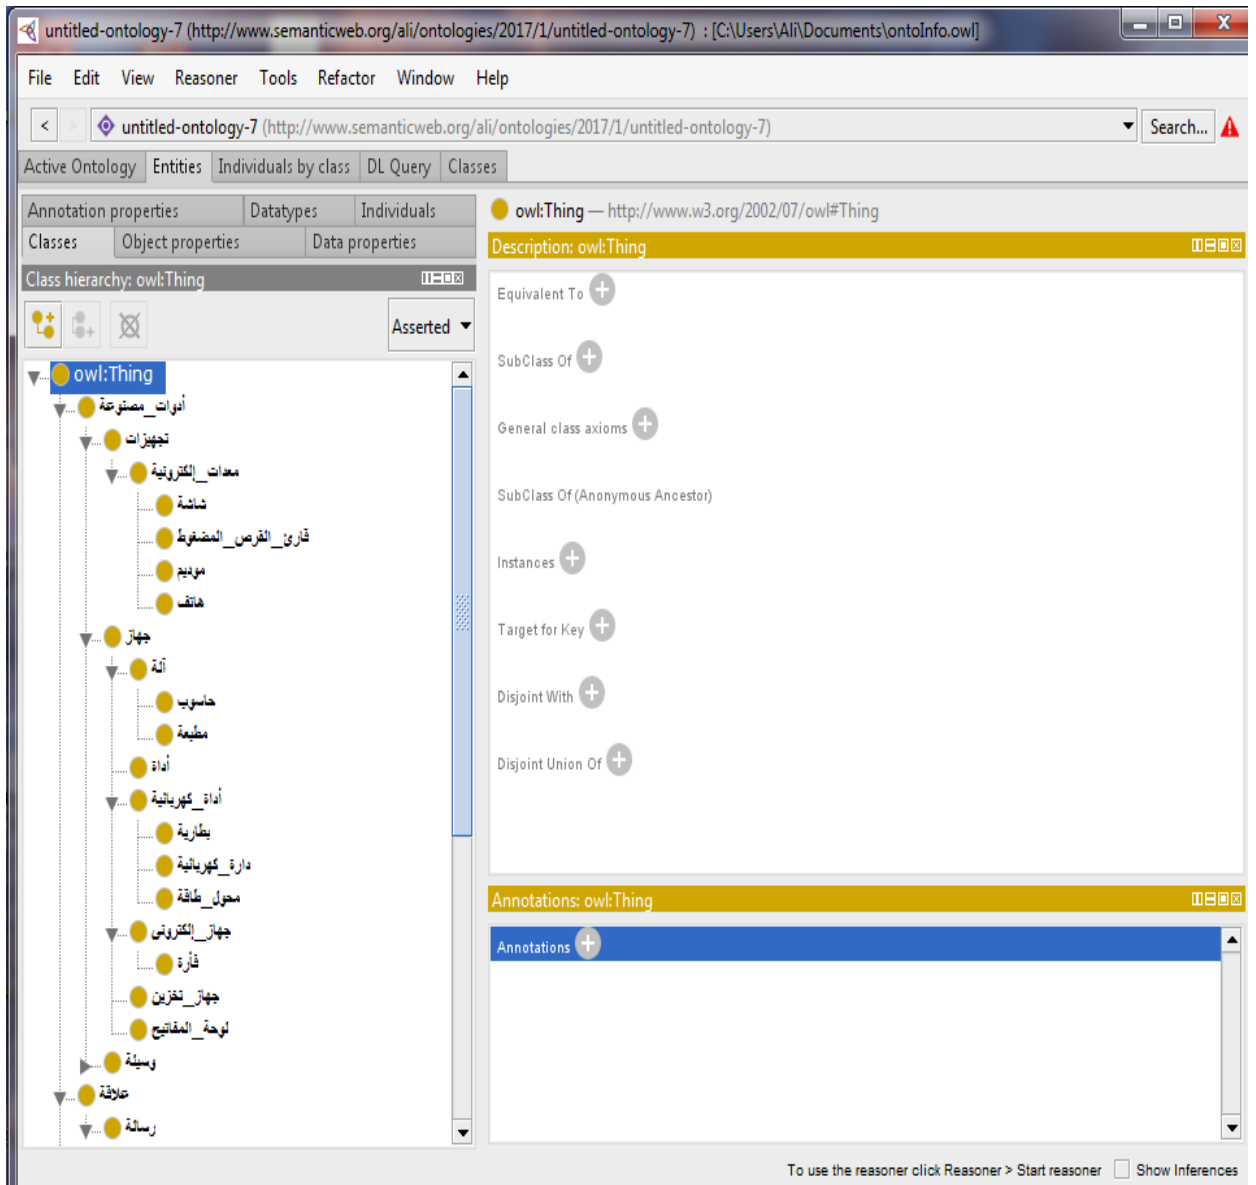 untitled-ontology-7 (http://www.semanticweb.org/ali/ontologies/2017/1/untitled-ontology-7) : [C:\Users\Ali\Documents\ontoInfo.owl]
File Edit View Reasoner Tools Refactor Window Help
untitled-ontology-7 (http://www.semanticweb.org/ali/ontologies/2017/1/untitled-ontology-7) Search...
Active Ontology Entities Individuals by class DL Query Classes
Annotation properties Datatypes Individuals
Classes Object properties Data properties
Class hierarchy: owl:Thing
Asserted
owl:Thing
أدوات_مصنوعة
تجهيزات
معدات_إلكترونية
شاشة
قارئ_القرص_المضغوط
موديم
هاتف
جهاز
آلة
حاسوب
مطبعة
أداة
أداة_كهربائية
بطارية
دارة_كهربائية
محول_طاقة
جهاز_إلكتروني
فأرة
جهاز_تخزين
لوحة_المفاتيح
وسيلة
علاقة
رسالة
owl:Thing — http://www.w3.org/2002/07/owl#Thing
Description: owl:Thing
Equivalent To
SubClass Of
General class axioms
SubClass Of (Anonymous Ancestor)
Instances
Target for Key
Disjoint With
Disjoint Union Of
Annotations: owl:Thing
Annotations
To use the reasoner click Reasoner > Start reasoner Show Inferences